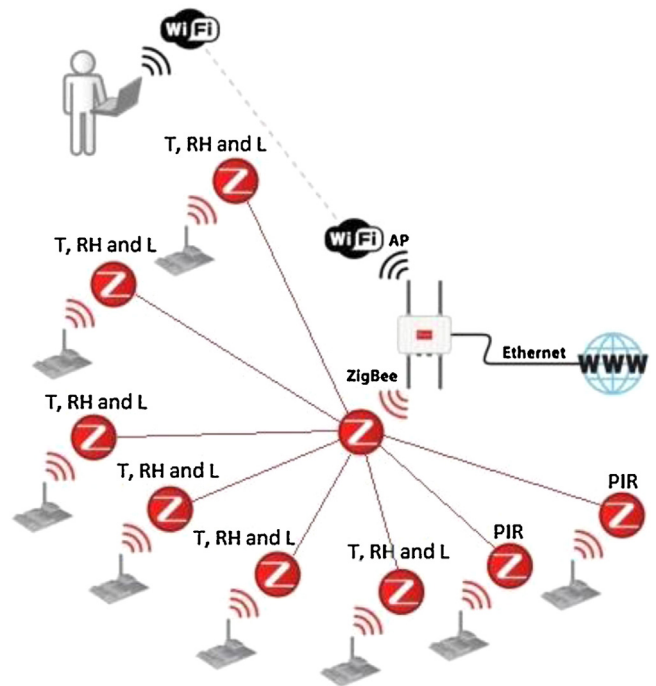 Wi Fi
T, RH and L
Wi Fi AP
T, RH and L
Ethernet
WWW
ZigBee
T, RH and L
T, RH and L
PIR
T, RH and L
T, RH and L
PIR
Z
Z
Z
Z
Z
Z
Z
Z
Z